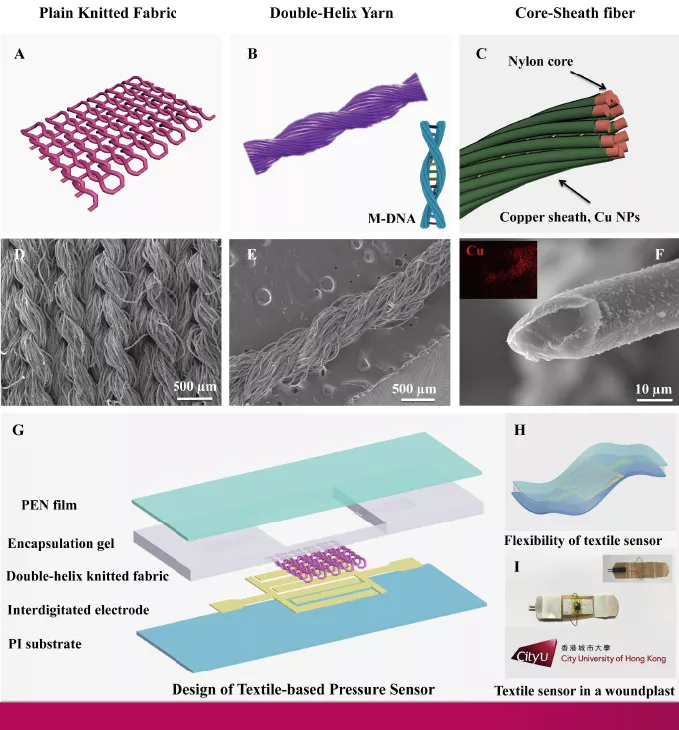 Plain Knitted Fabric
Double-Helix Yarn
Core-Sheath fiber
A
B
M-DNA
C
Nylon core
Copper sheath, Cu NPs
D
500 µm
E
500 µm
Cu
F
10 µm
G
PEN film
Encapsulation gel
Double-helix knitted fabric
Interdigitated electrode
PI substrate
Design of Textile-based Pressure Sensor
H
Flexibility of textile sensor
I
CityU
香港城市大學
City University of Hong Kong
Textile sensor in a woundplast